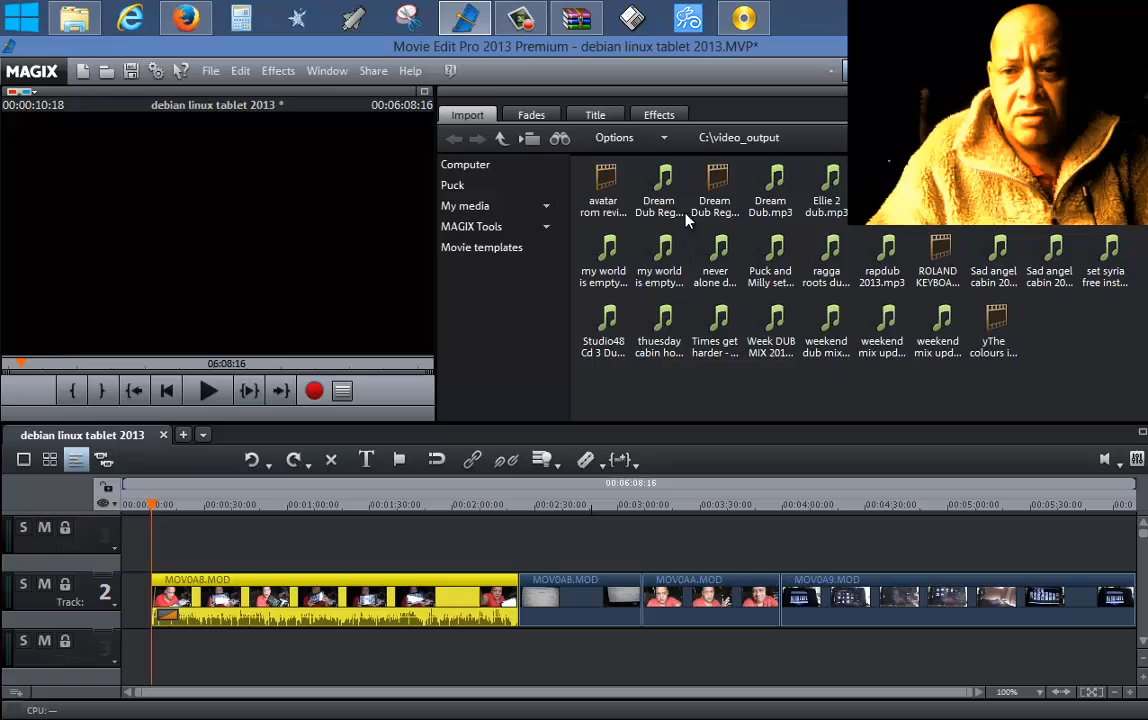 Movie Edit Pro 2013 Premium - debian linux tablet 2013.MVP*
MAGIX File Edit Effects Window Share Help
00:00:10:18 debian linux tablet 2013 * 00:06:08:16
Import Fades Title Effects
Options C:\video_output
Computer
Puck
My media
MAGIX Tools
Movie templates
avatar rom revi...
Dream Dub Reg...
Dream Dub Reg...
Dream Dub.mp3
Ellie 2 dub.mp3
my world is empty...
my world is empty...
never alone d...
Puck and Milly set...
ragga roots du...
rapdub 2013.mp3
ROLAND KEYBOA...
Sad angel cabin 20...
Sad angel cabin 20...
set syria free inst...
Studio48 Cd 3 Du...
thuesday cabin ho...
Times get harder - ...
Week DUB MIX 201...
weekend dub mix...
weekend mix upd...
weekend mix upd...
yThe colours i...
06:08:16
debian linux tablet 2013
00:06:08:16
00:00:30:00 00:01:00:00 00:01:30:00 00:02:00:00 00:02:30:00 00:03:00:00 00:03:30:00 00:04:00:00 00:04:30:00 00:05:00:00 00:05:30:00
S M
S M 2
Track:
MOV0A8.MOD MOV0AB.MOD MOV0AA.MOD MOV0A9.MOD
S M
100%
CPU: —